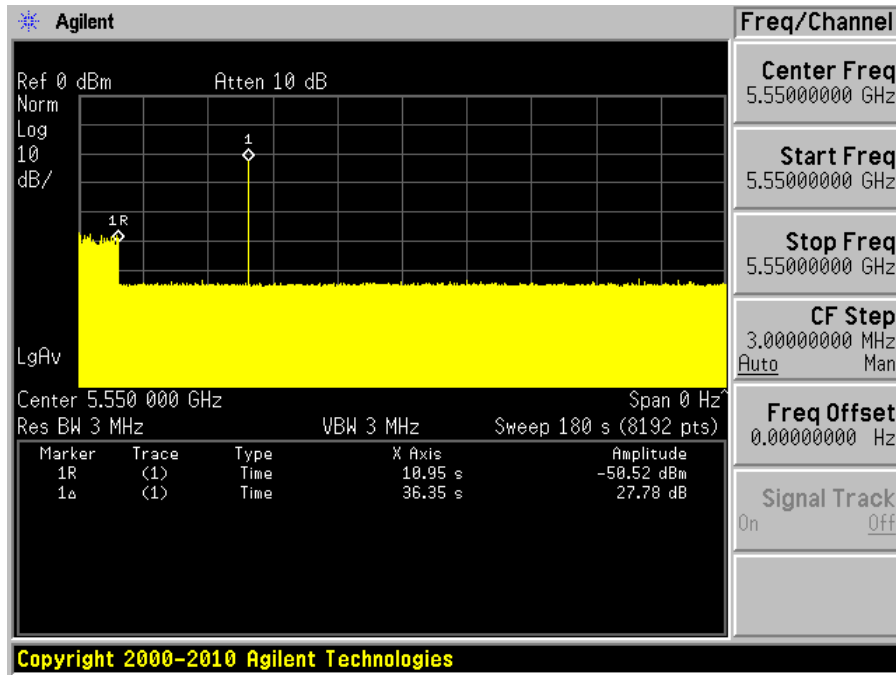 Agilent
Freq/Channel
Ref 0 dBm Atten 10 dB
Norm
Log
10
dB/
1
1R
LgAv
Center 5.550 000 GHz Span 0 Hz^
Res BW 3 MHz VBW 3 MHz Sweep 180 s (8192 pts)
Marker Trace Type X Axis Amplitude
1R (1) Time 10.95 s -50.52 dBm
1Δ (1) Time 36.35 s 27.78 dB
Center Freq
5.55000000 GHz
Start Freq
5.55000000 GHz
Stop Freq
5.55000000 GHz
CF Step
3.00000000 MHz
Auto Man
Freq Offset
0.00000000 Hz
Signal Track
On Off
Copyright 2000-2010 Agilent Technologies